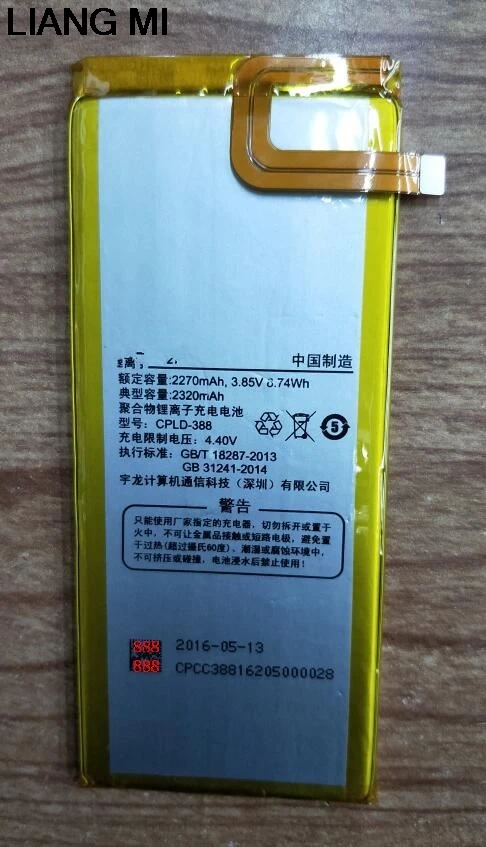 LIANG MI
中国制造
额定容量:2270mAh, 3.85V 8.74Wh
典型容量:2320mAh
聚合物锂离子充电电池
型号: CPLD-388
充电限制电压: 4.40V
执行标准: GB/T 18287-2013
GB 31241-2014
宇龙计算机通信科技(深圳)有限公司
5
警告
只能使用厂家指定的充电器,切勿拆开或置于
火中,不可让金属品接触或短路电极,避免置
于过热(超过摄氏60度)、潮湿或腐蚀环境中,
不可挤压或碰撞,电池浸水后禁止使用!
888
888
2016-05-13
CPCC38816205000028